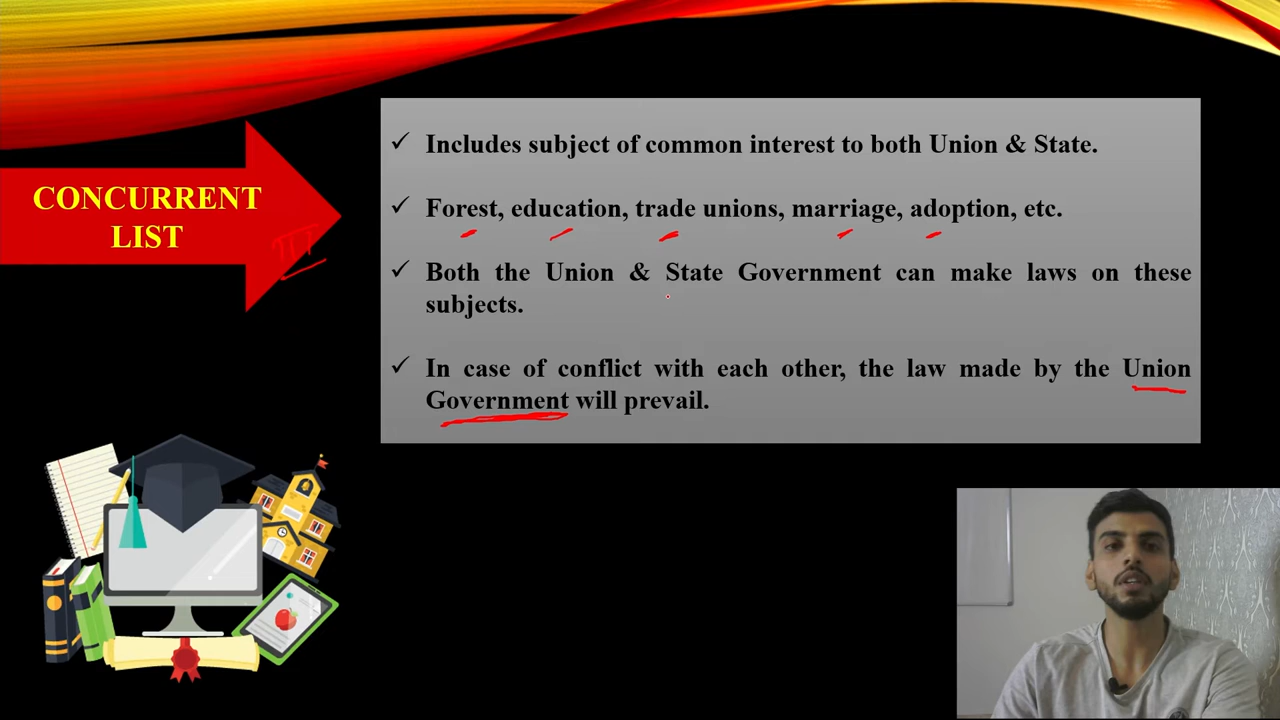 CONCURRENT
LIST
III
✓ Includes subject of common interest to both Union & State.
✓ Forest, education, trade unions, marriage, adoption, etc.
✓ Both the Union & State Government can make laws on these
subjects.
✓ In case of conflict with each other, the law made by the Union
Government will prevail.